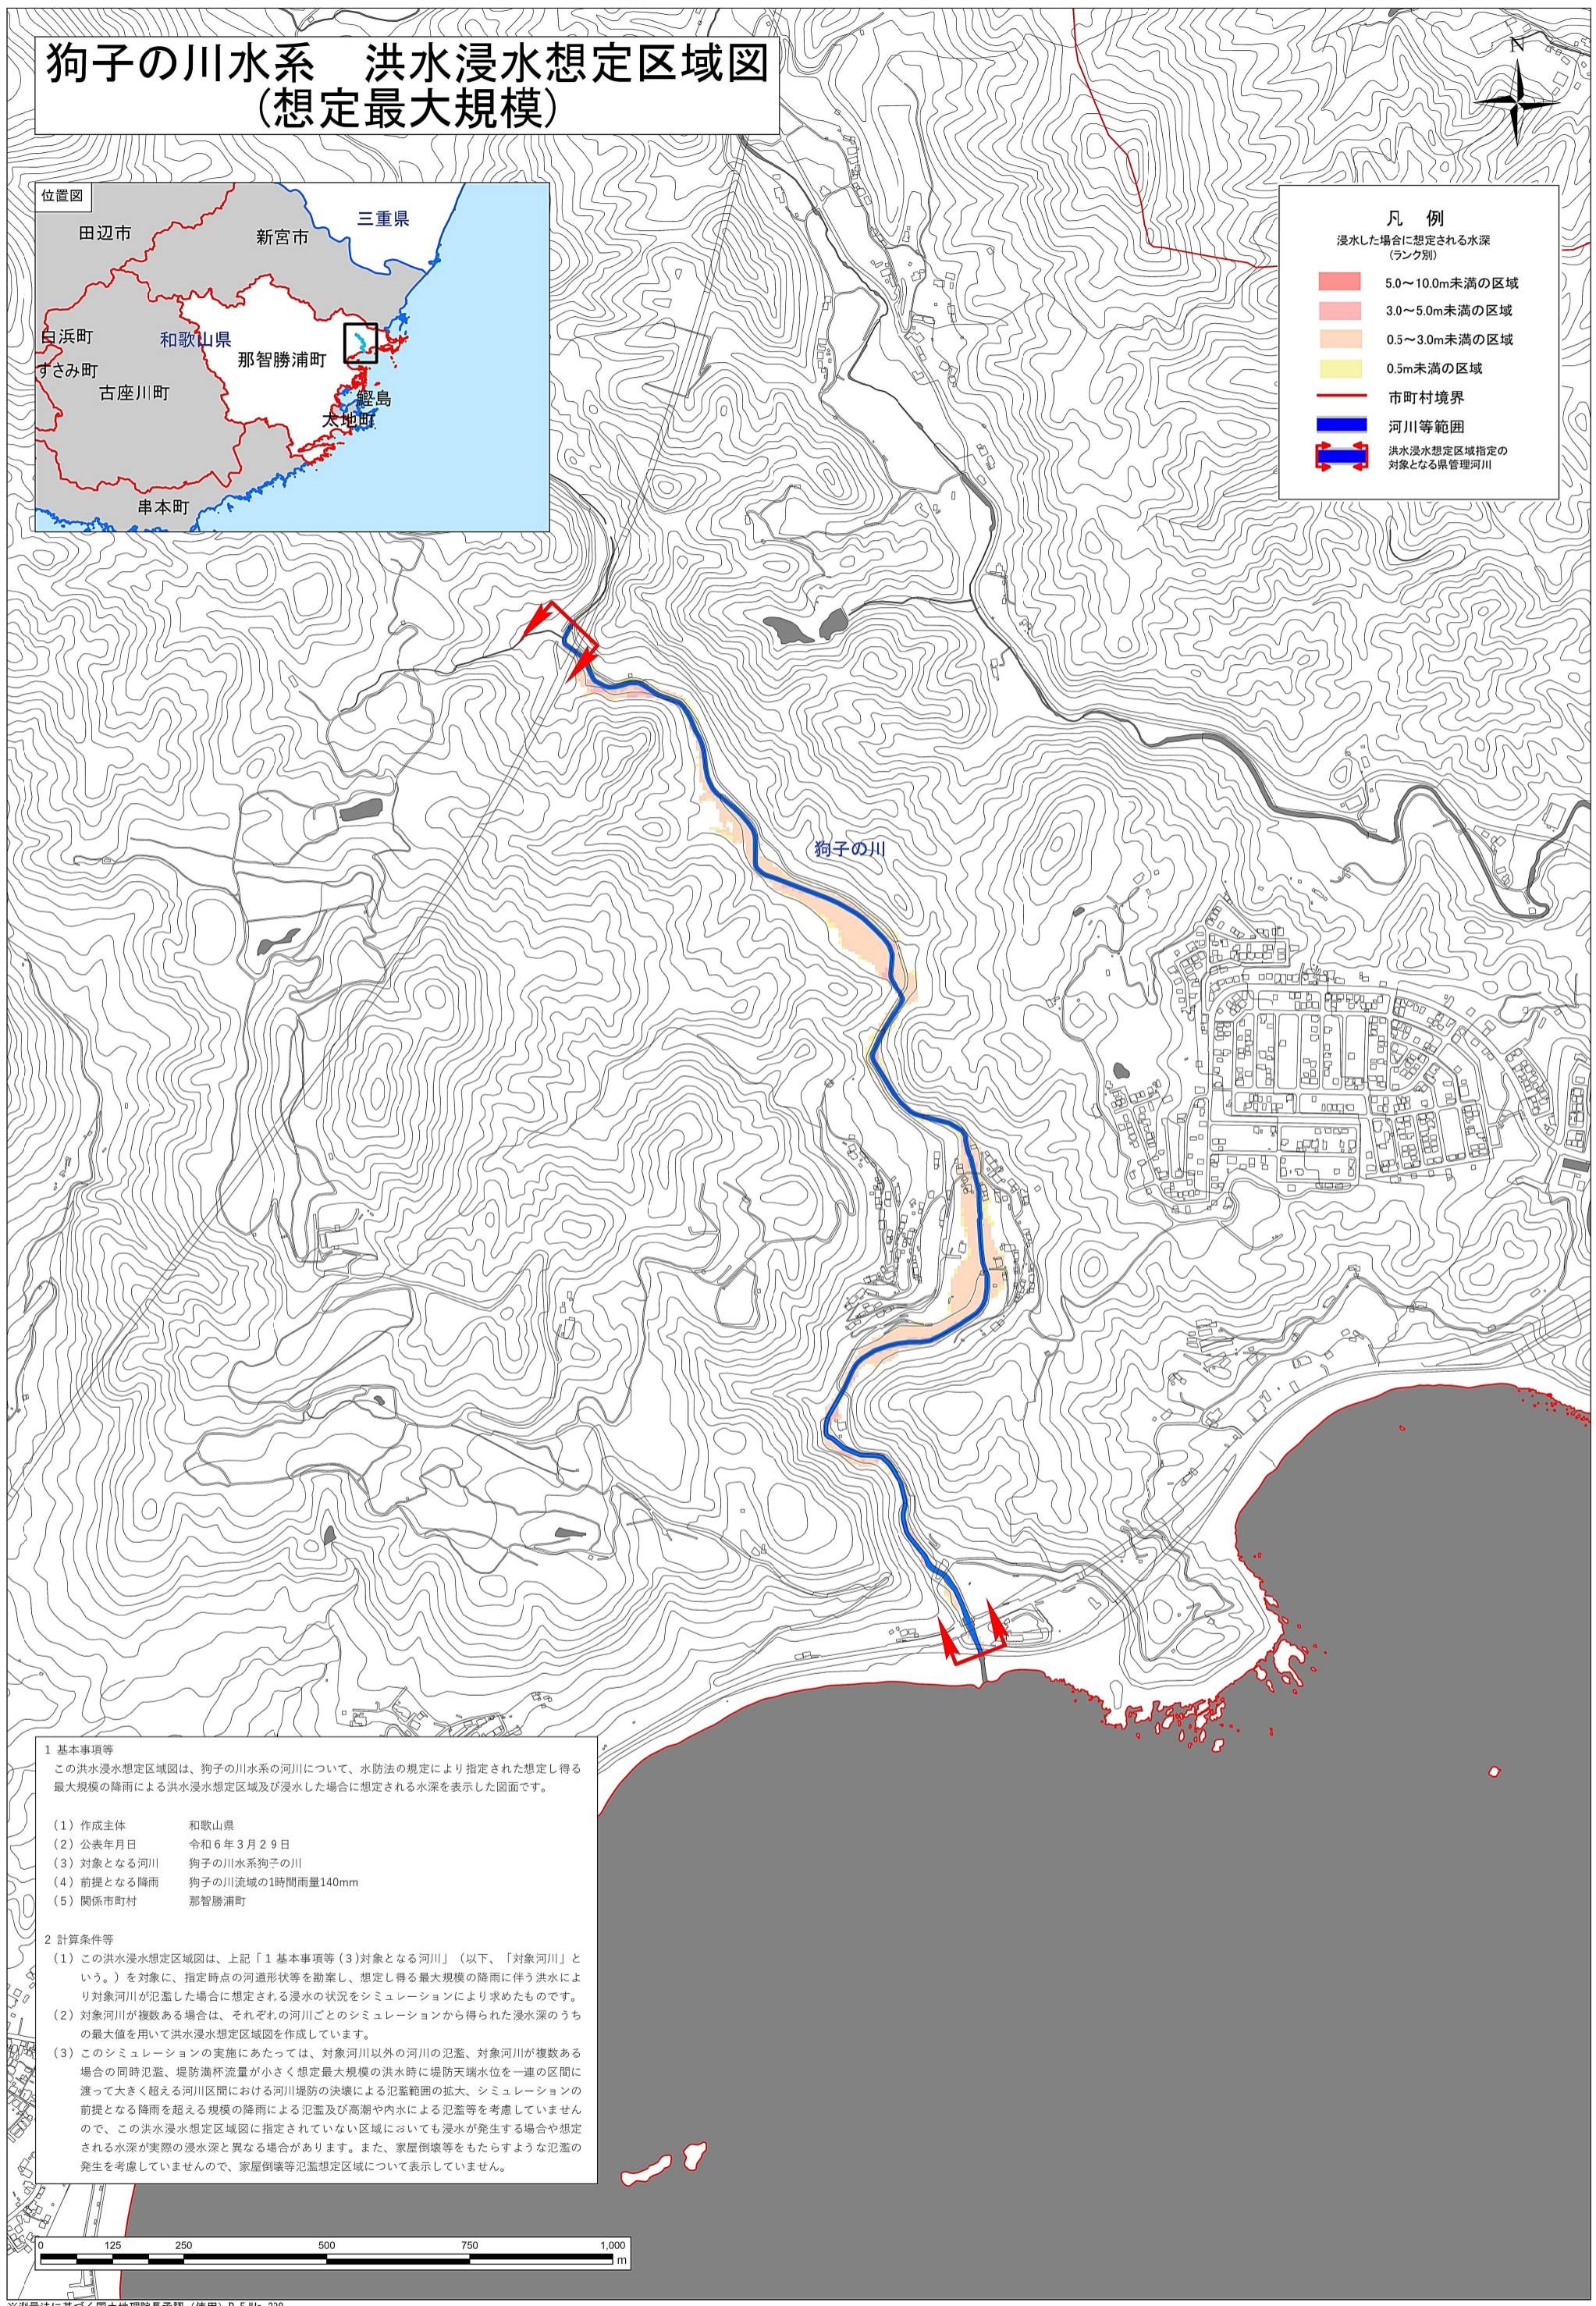 狗子の川水系　洪水浸水想定区域図
(想定最大規模)
N
位置図
田辺市
新宮市
三重県
白浜町
和歌山県
すさみ町
那智勝浦町
古座川町
鰹島
太地町
串本町
凡　例
浸水した場合に想定される水深
(ランク別)
5.0～10.0m未満の区域
3.0～5.0m未満の区域
0.5～3.0m未満の区域
0.5m未満の区域
市町村境界
河川等範囲
洪水浸水想定区域指定の
対象となる県管理河川
狗子の川
1 基本事項等
この洪水浸水想定区域図は、狗子の川水系の河川について、水防法の規定により指定された想定し得る
最大規模の降雨による洪水浸水想定区域及び浸水した場合に想定される水深を表示した図面です。
(1) 作成主体　和歌山県
(2) 公表年月日　令和６年３月２９日
(3) 対象となる河川　狗子の川水系狗子の川
(4) 前提となる降雨　狗子の川流域の1時間雨量140mm
(5) 関係市町村　那智勝浦町
2 計算条件等
(1) この洪水浸水想定区域図は、上記「1 基本事項等 (3)対象となる河川」（以下、「対象河川」と
いう。）を対象に、指定時点の河道形状等を勘案し、想定し得る最大規模の降雨に伴う洪水によ
り対象河川が氾濫した場合に想定される浸水の状況をシミュレーションにより求めたものです。
(2) 対象河川が複数ある場合は、それぞれの河川ごとのシミュレーションから得られた浸水深のうち
の最大値を用いて洪水浸水想定区域図を作成しています。
(3) このシミュレーションの実施にあたっては、対象河川以外の河川の氾濫、対象河川が複数ある
場合の同時氾濫、堤防満杯流量が小さく想定最大規模の洪水時に堤防天端水位を一連の区間に
渡って大きく超える河川区間における河川堤防の決壊による氾濫範囲の拡大、シミュレーションの
前提となる降雨を超える規模の降雨による氾濫及び高潮や内水による氾濫等を考慮していません
ので、この洪水浸水想定区域図に指定されていない区域においても浸水が発生する場合や想定
される水深が実際の浸水深と異なる場合があります。また、家屋倒壊等をもたらすような氾濫の
発生を考慮していませんので、家屋倒壊等氾濫想定区域について表示していません。
0 125 250 500 750 1,000
m